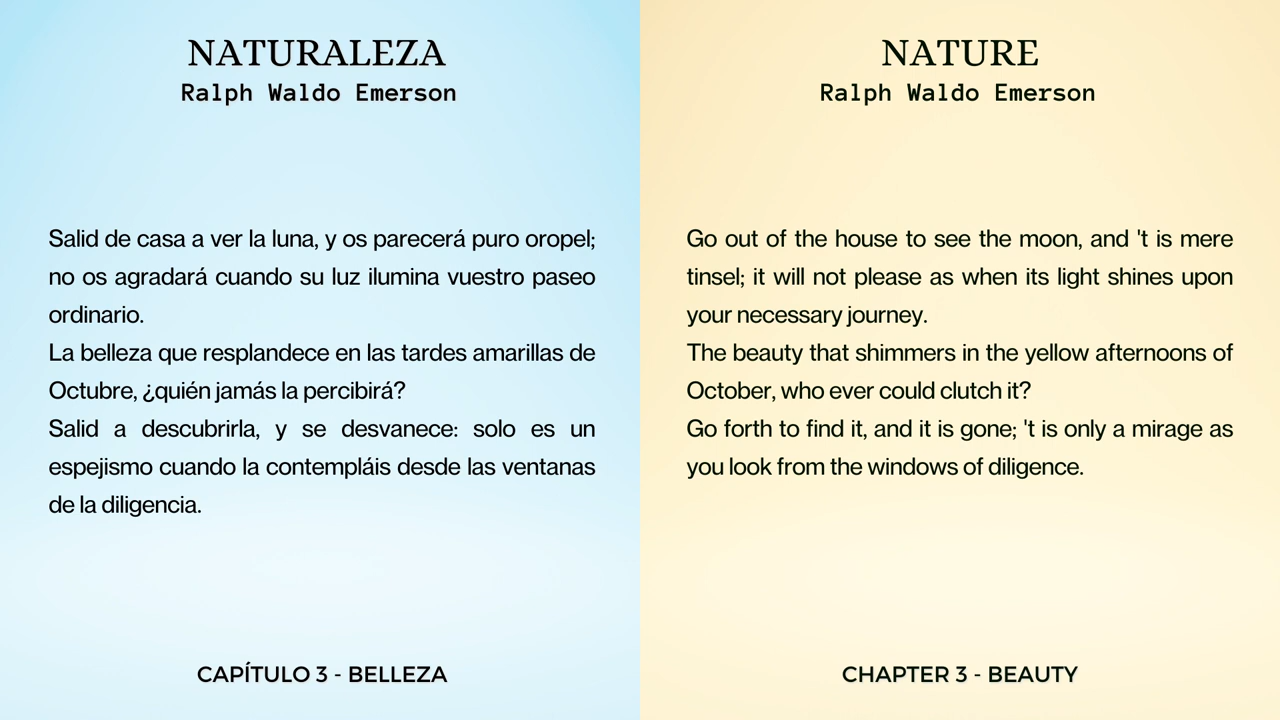 NATURALEZA
Ralph Waldo Emerson
Salid de casa a ver la luna, y os parecerá puro oropel;
no os agradará cuando su luz ilumina vuestro paseo
ordinario.
La belleza que resplandece en las tardes amarillas de
Octubre, ¿quién jamás la percibirá?
Salid a descubrirla, y se desvanece: solo es un
espejismo cuando la contempláis desde las ventanas
de la diligencia.
CAPÍTULO 3 - BELLEZA
NATURE
Ralph Waldo Emerson
Go out of the house to see the moon, and 't is mere
tinsel; it will not please as when its light shines upon
your necessary journey.
The beauty that shimmers in the yellow afternoons of
October, who ever could clutch it?
Go forth to find it, and it is gone; 't is only a mirage as
you look from the windows of diligence.
CHAPTER 3 - BEAUTY